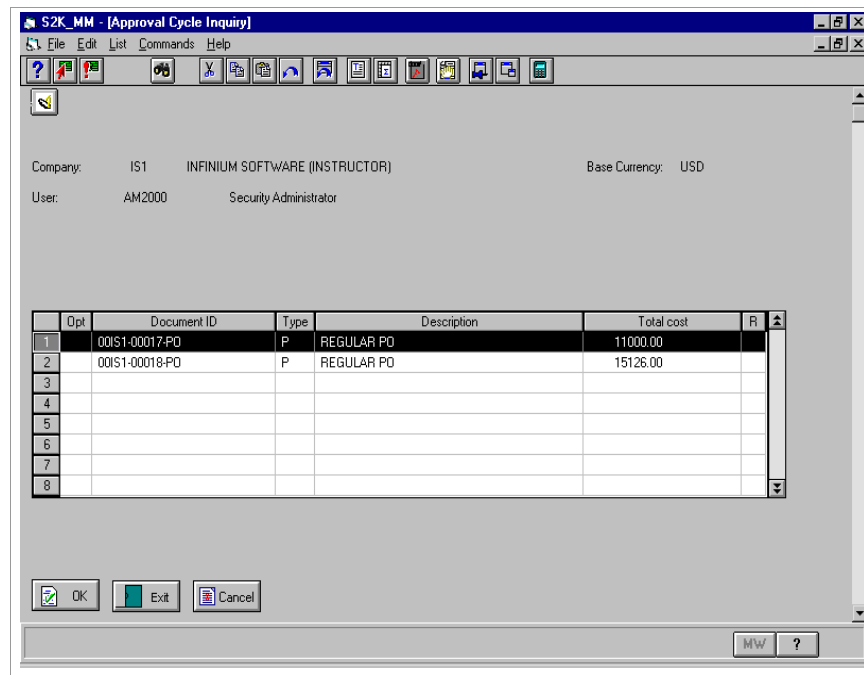 S2K_MM - [Approval Cycle Inquiry]
File Edit List Commands Help
Company: IS1 INFINIUM SOFTWARE (INSTRUCTOR) Base Currency: USD
User: AM2000 Security Administrator
Opt Document ID Type Description Total cost R
1 00IS1-00017-PO P REGULAR PO 11000.00
2 00IS1-00018-PO P REGULAR PO 15126.00
3
4
5
6
7
8
OK Exit Cancel
MW ?